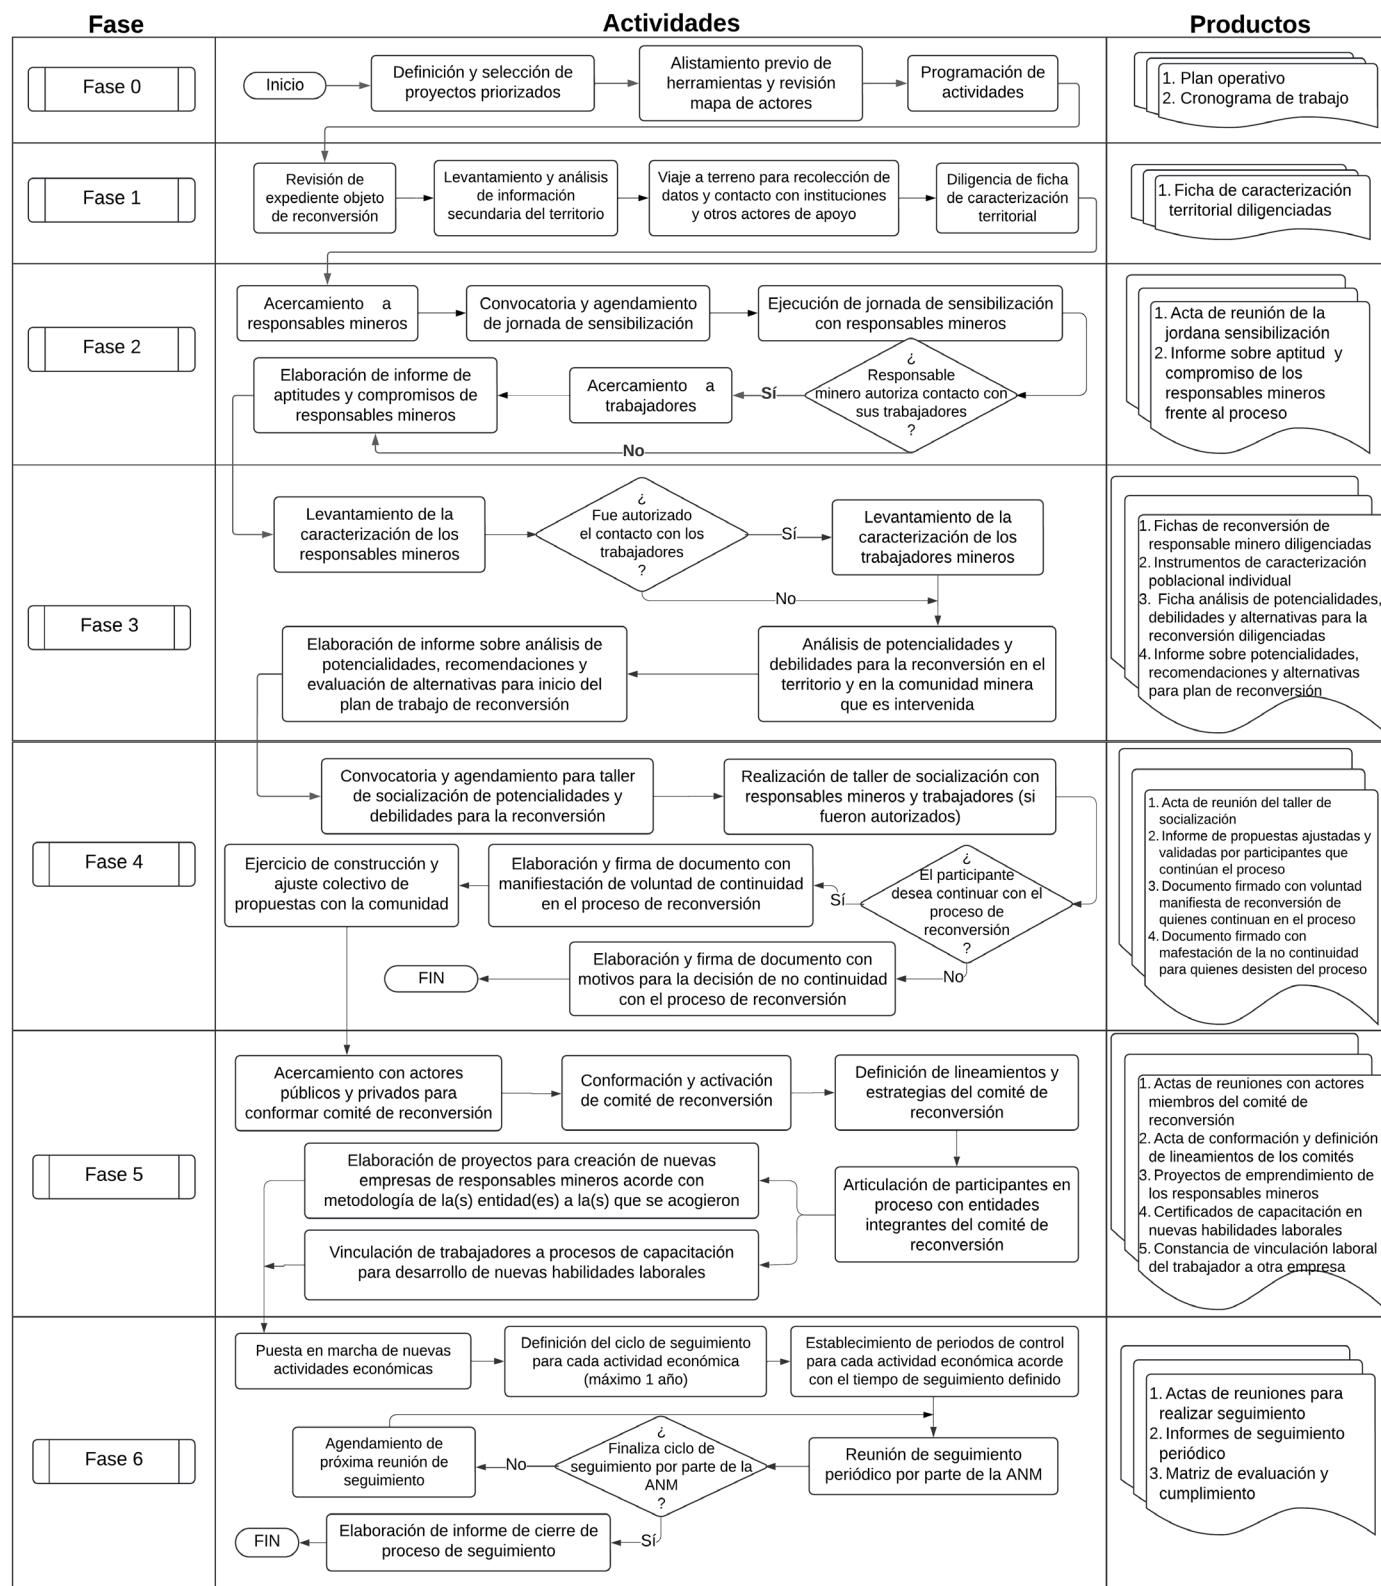 Fase
Actividades
Productos
Fase 0
Inicio
Definición y selección de
proyectos priorizados
Alistamiento previo de
herramientas y revisión
mapa de actores
Programación de
actividades
1. Plan operativo
2. Cronograma de trabajo
Fase 1
Revisión de
expediente objeto
de reconversión
Levantamiento y análisis
de información
secundaria del territorio
Viaje a terreno para recolección de
datos y contacto con instituciones
y otros actores de apoyo
Diligencia de ficha
de caracterización
territorial
1. Ficha de caracterización
territorial diligenciadas
Fase 2
Acercamiento a
responsables mineros
Convocatoria y agendamiento
de jornada de sensibilización
Ejecución de jornada de sensibilización
con responsables mineros
¿
Responsable
minero autoriza contacto con
sus trabajadores
?
Sí
Acercamiento a
trabajadores
Elaboración de informe de
aptitudes y compromisos de
responsables mineros
No
1. Acta de reunión de la
jordana sensibilización
2. Informe sobre aptitud y
compromiso de los
responsables mineros
frente al proceso
Fase 3
Levantamiento de la
caracterización de los
responsables mineros
¿
Fue autorizado
el contacto con los
trabajadores
?
Sí
Levantamiento de la
caracterización de los
trabajadores mineros
No
Análisis de potencialidades y
debilidades para la reconversión en el
territorio y en la comunidad minera
que es intervenida
Elaboración de informe sobre análisis de
potencialidades, recomendaciones y
evaluación de alternativas para inicio del
plan de trabajo de reconversión
1. Fichas de reconversión de
responsable minero diligenciadas
2. Instrumentos de caracterización
poblacional individual
3. Ficha análisis de potencialidades,
debilidades y alternativas para la
reconversión diligenciadas
4. Informe sobre potencialidades,
recomendaciones y alternativas
para plan de reconversión
Fase 4
Convocatoria y agendamiento para taller
de socialización de potencialidades y
debilidades para la reconversión
Realización de taller de socialización con
responsables mineros y trabajadores (si
fueron autorizados)
¿
El participante
desea continuar con el
proceso de
reconversión
?
Sí
Elaboración y firma de documento con
manifiestación de voluntad de continuidad
en el proceso de reconversión
Ejercicio de construcción y
ajuste colectivo de
propuestas con la comunidad
No
Elaboración y firma de documento con
motivos para la decisión de no continuidad
con el proceso de reconversión
FIN
1. Acta de reunión del taller de
socialización
2. Informe de propuestas ajustadas y
validadas por participantes que
continúan el proceso
3. Documento firmado con voluntad
manifiesta de reconversión de
quienes continuan en el proceso
4. Documento firmado con
mafestación de la no continuidad
para quienes desisten del proceso
Fase 5
Acercamiento con actores
públicos y privados para
conformar comité de reconversión
Conformación y activación
de comité de reconversión
Definición de lineamientos y
estrategias del comité de
reconversión
Articulación de participantes en
proceso con entidades
integrantes del comité de
reconversión
Elaboración de proyectos para creación de nuevas
empresas de responsables mineros acorde con
metodología de la(s) entidad(es) a la(s) que se acogieron
Vinculación de trabajadores a procesos de capacitación
para desarrollo de nuevas habilidades laborales
1. Actas de reuniones con actores
miembros del comité de
reconversión
2. Acta de conformación y definición
de lineamientos de los comités
3. Proyectos de emprendimiento de
los responsables mineros
4. Certificados de capacitación en
nuevas habilidades laborales
5. Constancia de vinculación laboral
del trabajador a otra empresa
Fase 6
Puesta en marcha de nuevas
actividades económicas
Definición del ciclo de seguimiento
para cada actividad económica
(máximo 1 año)
Establecimiento de periodos de control
para cada actividad económica acorde
con el tiempo de seguimiento definido
Reunión de seguimiento
periódico por parte de la ANM
¿
Finaliza ciclo de
seguimiento por parte de la
ANM
?
No
Agendamiento de
próxima reunión de
seguimiento
Sí
Elaboración de informe de cierre de
proceso de seguimiento
FIN
1. Actas de reuniones para
realizar seguimiento
2. Informes de seguimiento
periódico
3. Matriz de evaluación y
cumplimiento